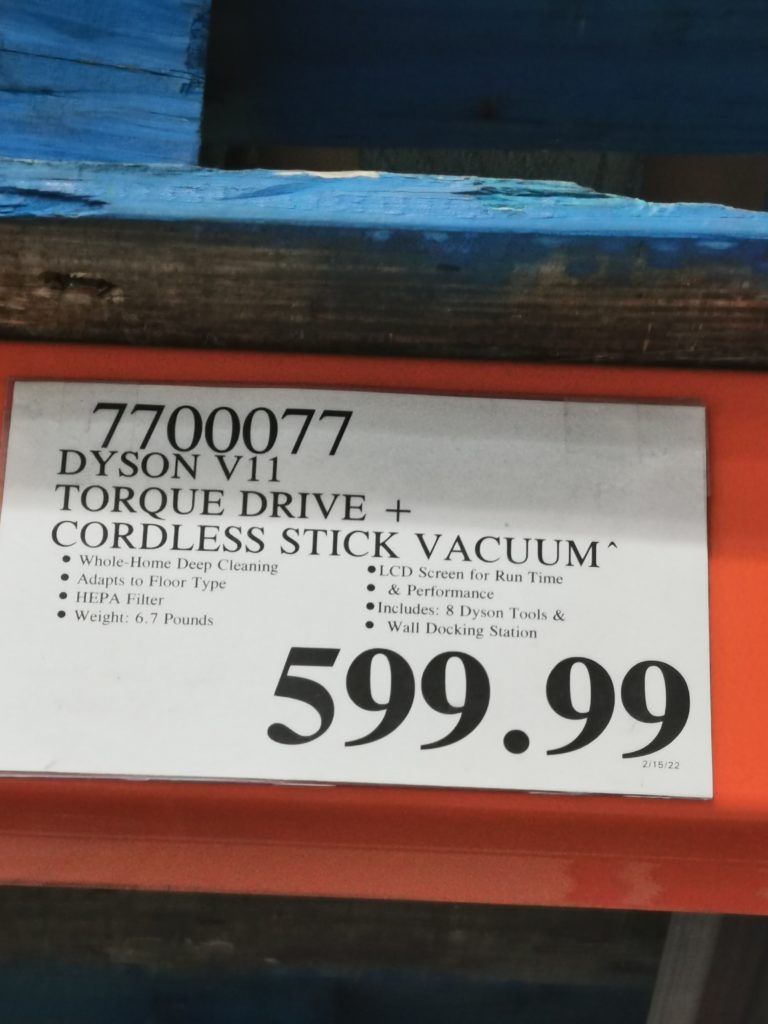 7700077
DYSON V11
TORQUE DRIVE +
CORDLESS STICK VACUUM^
• Whole-Home Deep Cleaning
• Adapts to Floor Type
• HEPA Filter
• Weight: 6.7 Pounds
• LCD Screen for Run Time
• & Performance
• Includes: 8 Dyson Tools &
• Wall Docking Station
599.99
2/15/22